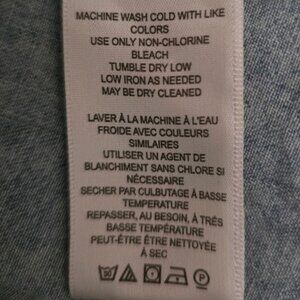 MACHINE WASH COLD WITH LIKE
COLORS
USE ONLY NON-CHLORINE
BLEACH
TUMBLE DRY LOW
LOW IRON AS NEEDED
MAY BE DRY CLEANED
LAVER À LA MACHINE À L'EAU
FROIDE AVEC COULEURS
SIMILAIRES
UTILISER UN AGENT DE
BLANCHIMENT SANS CHLORE SI
NÉCESSAIRE
SECHER PAR CULBUTAGE À BASSE
TEMPERATURE
REPASSER, AU BESOIN, À TRÈS
BASSE TEMPÉRATURE
PEUT-ÊTRE ÊTRE NETTOYÉE
À SEC
30 P